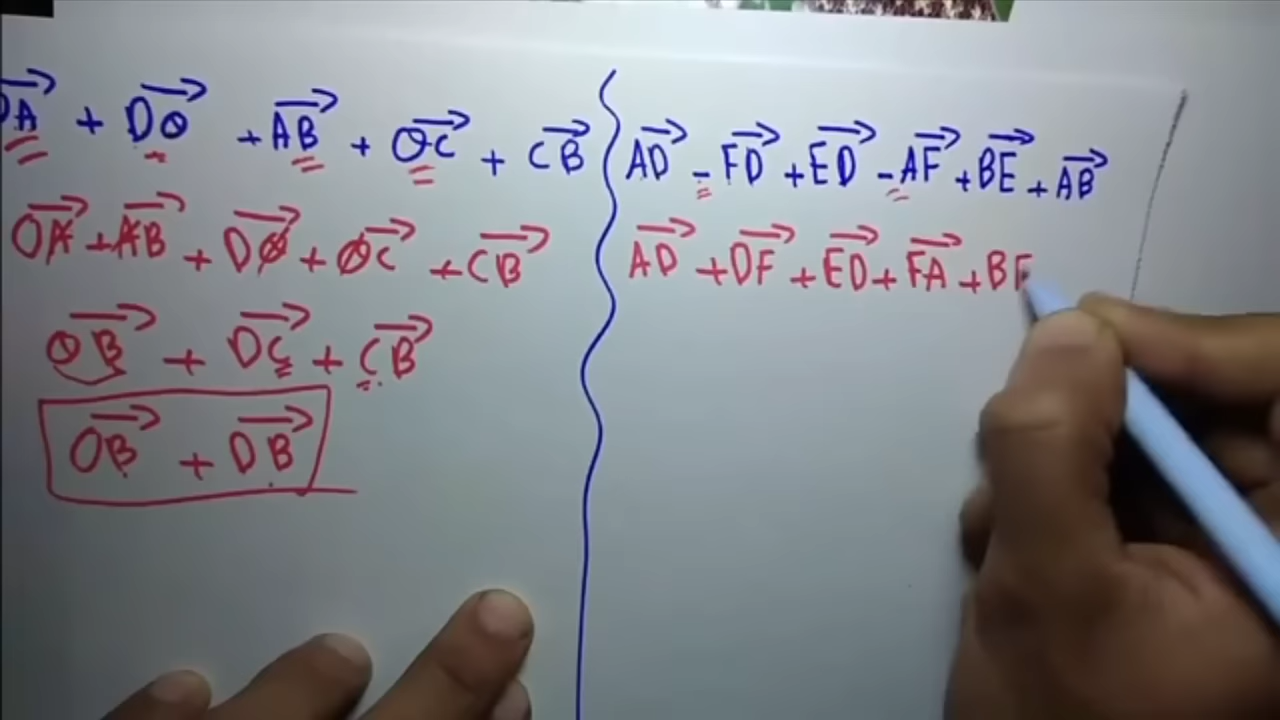 OA + DO + AB + OC + CB
OA + AB + DO + OC + CB
OB + DC + CB
OB + DB
AD - FD + ED - AF + BE + AB
AD + DF + ED + FA + BE